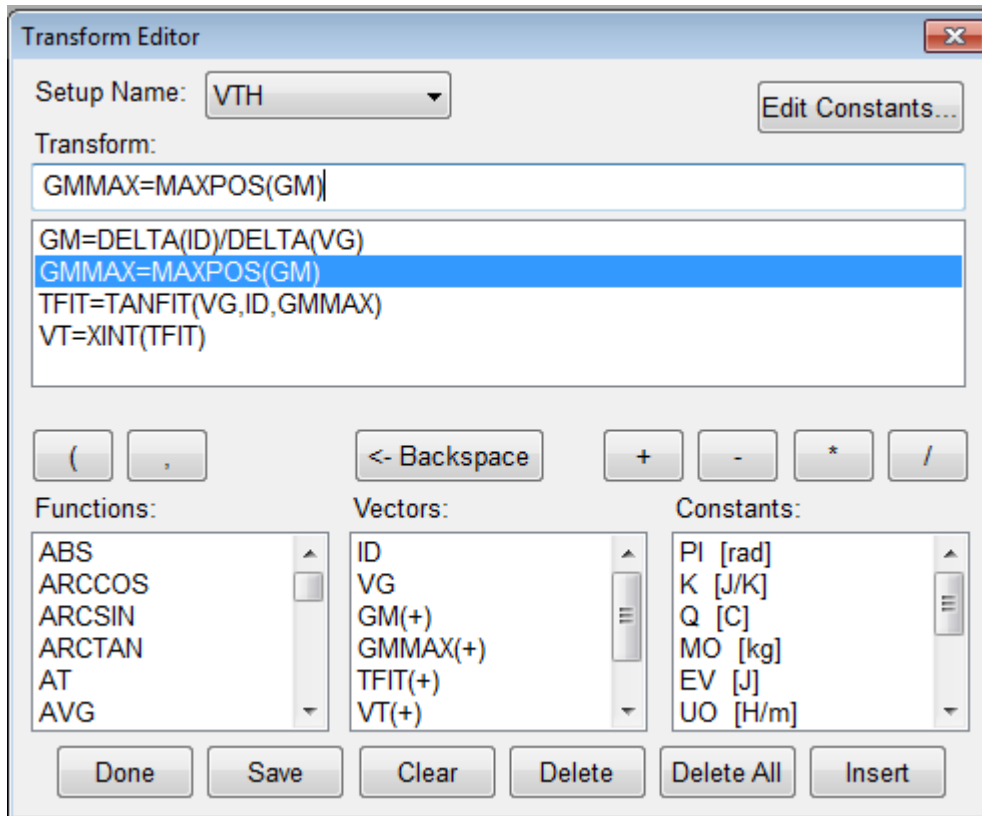 Transform Editor
Setup Name: VTH
Edit Constants...
Transform:
GMMAX=MAXPOS(GM)
GM=DELTA(ID)/DELTA(VG)
GMMAX=MAXPOS(GM)
TFIT=TANFIT(VG,ID,GMMAX)
VT=XINT(TFIT)
( , <- Backspace + - * /
Functions: Vectors: Constants:
ABS ID PI [rad]
ARCCOS VG K [J/K]
ARCSIN GM(+) Q [C]
ARCTAN GMMAX(+) MO [kg]
AT TFIT(+) EV [J]
AVG VT(+) UO [H/m]
Done Save Clear Delete Delete All Insert